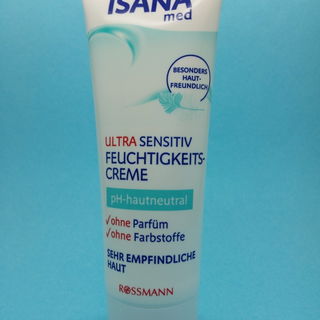 ISANA
med
BESONDERS
HAUT-
FREUNDLICH
ULTRA SENSITIV
FEUCHTIGKEITS-
CREME
pH-hautneutral
✓ohne Parfüm
✓ohne Farbstoffe
SEHR EMPFINDLICHE
HAUT
ROSSMANN